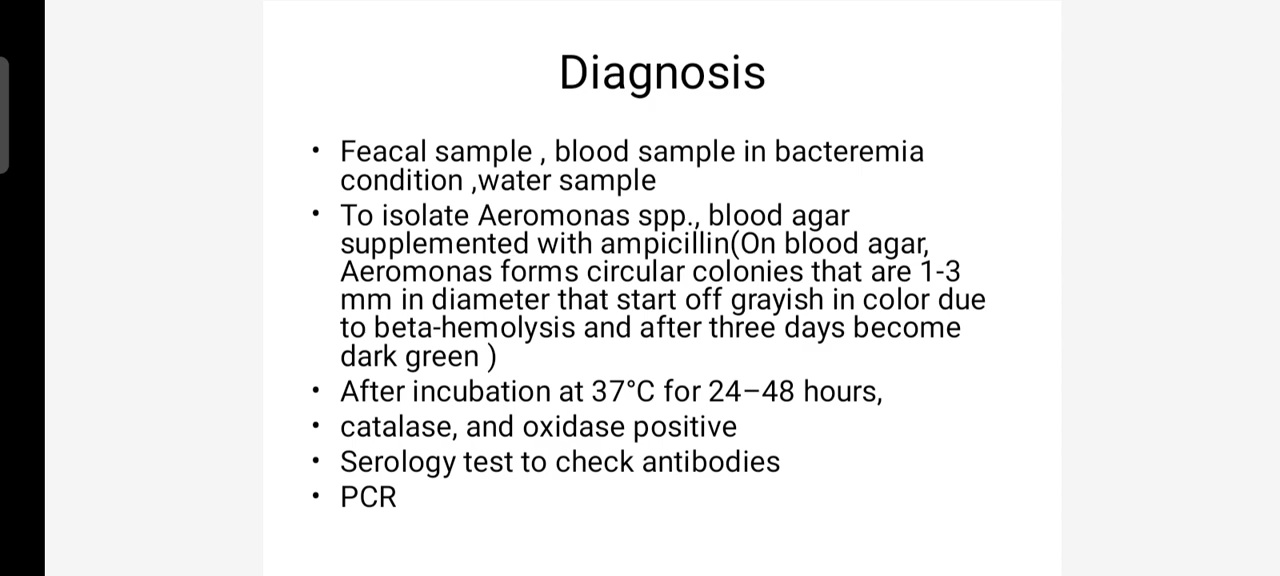 Diagnosis
• Feacal sample , blood sample in bacteremia
condition ,water sample
• To isolate Aeromonas spp., blood agar
supplemented with ampicillin(On blood agar,
Aeromonas forms circular colonies that are 1-3
mm in diameter that start off grayish in color due
to beta-hemolysis and after three days become
dark green )
• After incubation at 37°C for 24–48 hours,
• catalase, and oxidase positive
• Serology test to check antibodies
• PCR